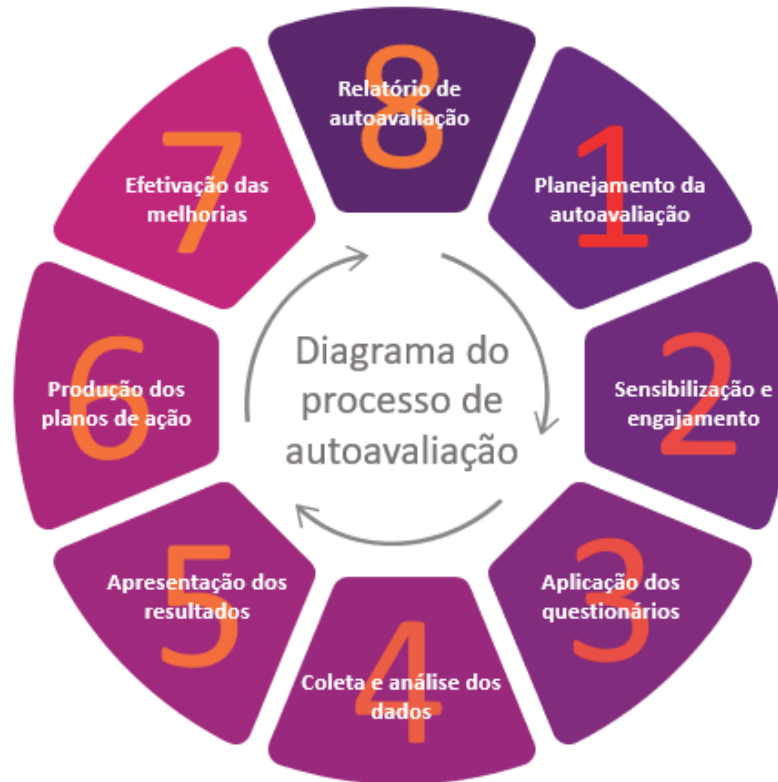 8
Relatório de
autoavaliação
1
Planejamento da
autoavaliação
2
Sensibilização e
engajamento
3
Aplicação dos
questionários
4
Coleta e análise dos
dados
5
Apresentação dos
resultados
6
Produção dos
planos de ação
7
Efetivação das
melhorias
Diagrama do
processo de
autoavaliação